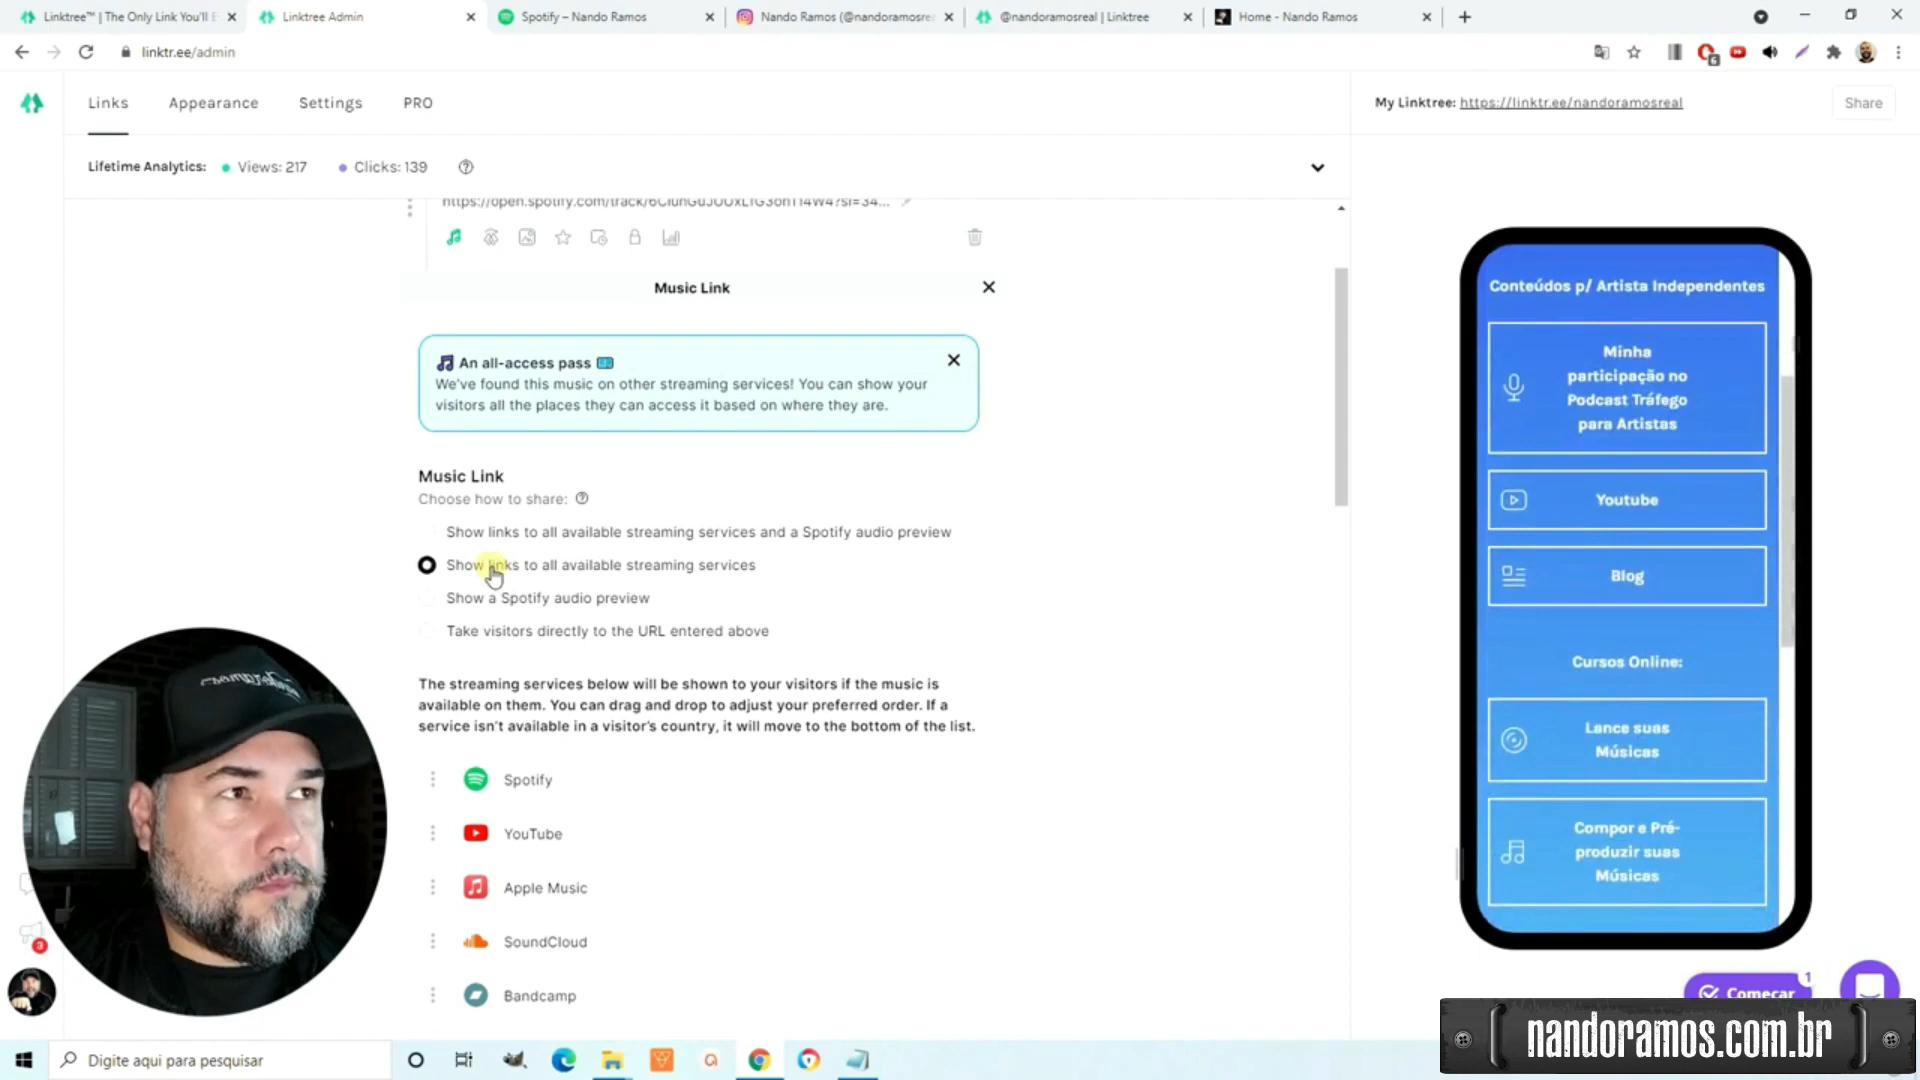 Linktree™ | The Only Link You'll E
Linktree Admin
Spotify – Nando Ramos
Nando Ramos (@nandoramosrea
@nandoramosreal | Linktree
Home - Nando Ramos
linktr.ee/admin
6
Links
Appearance
Settings
PRO
My Linktree: https://linktr.ee/nandoramosreal
Share
Lifetime Analytics:
Views: 217
Clicks: 139
Music Link
An all-access pass
We've found this music on other streaming services! You can show your
visitors all the places they can access it based on where they are.
Music Link
Choose how to share:
Show links to all available streaming services and a Spotify audio preview
Show links to all available streaming services
Show a Spotify audio preview
Take visitors directly to the URL entered above
The streaming services below will be shown to your visitors if the music is
available on them. You can drag and drop to adjust your preferred order. If a
service isn't available in a visitor's country, it will move to the bottom of the list.
Spotify
YouTube
Apple Music
SoundCloud
Bandcamp
Conteúdos p/ Artista Independentes
Minha
participação no
Podcast Tráfego
para Artistas
Youtube
Blog
Cursos Online:
Lance suas
Músicas
Compor e Pré-
produzir suas
Músicas
3
Começar
1
nandoramos.com.br
Digite aqui para pesquisar